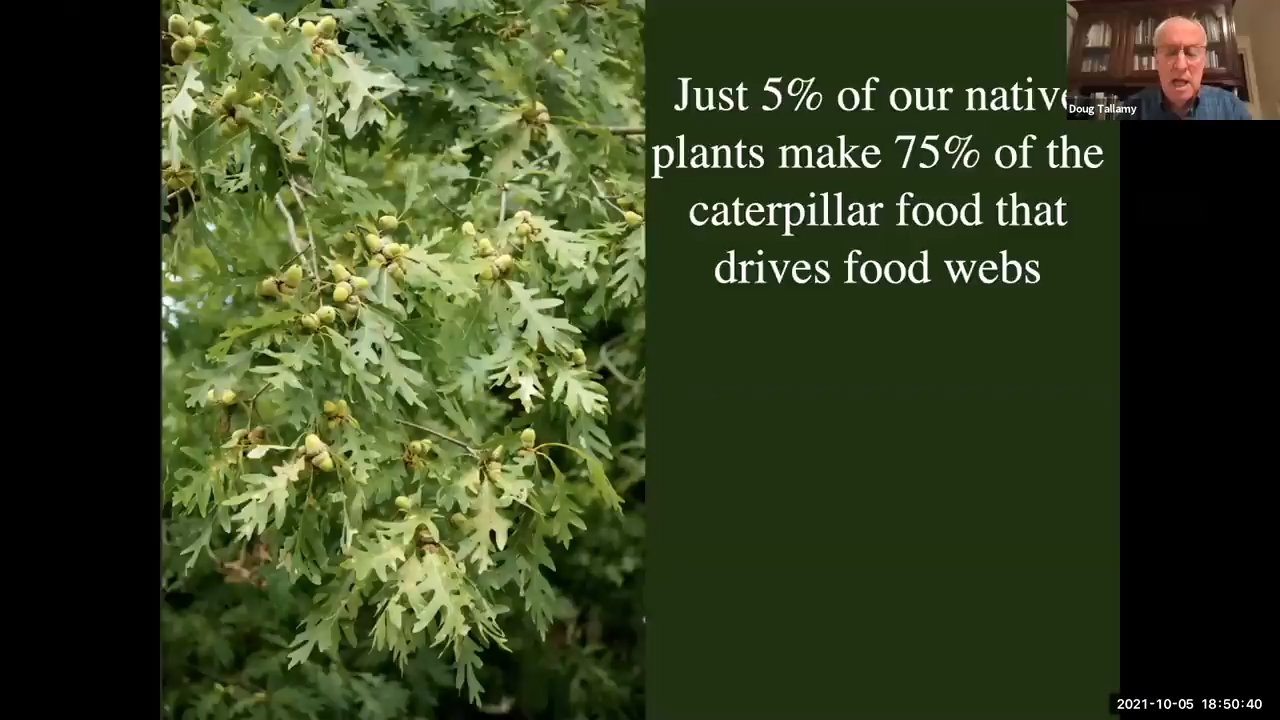 Just 5% of our native
plants make 75% of the
caterpillar food that
drives food webs
Doug Tallamy
2021-10-05 18:50:40